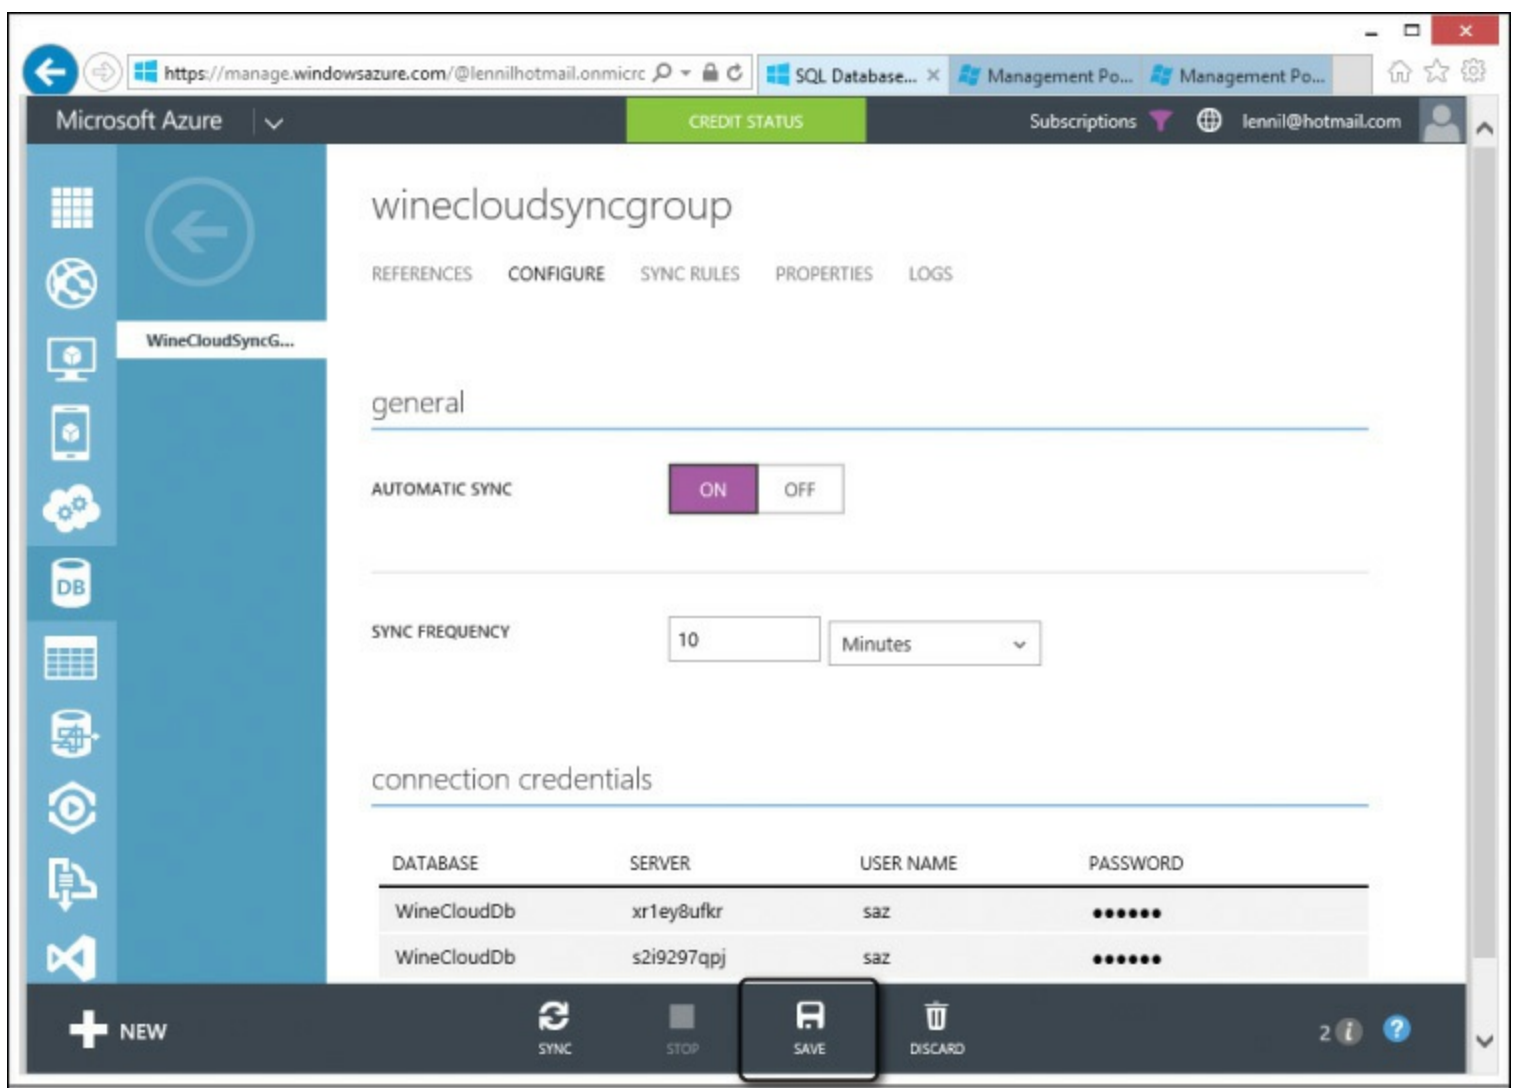 https://manage.windowsazure.com/@lennilhotmail.onmicrc
SQL Database...
Management Po...
Management Po...
Microsoft Azure
CREDIT STATUS
Subscriptions
lennil@hotmail.com
winecloudsyncgroup
REFERENCES CONFIGURE SYNC RULES PROPERTIES LOGS
WineCloudSyncG...
general
AUTOMATIC SYNC ON OFF
DB
SYNC FREQUENCY 10 Minutes
connection credentials
DATABASE SERVER USER NAME PASSWORD
WineCloudDb xr1ey8ufkr saz ••••••
WineCloudDb s2i9297qpj saz ••••••
NEW
SYNC
STOP
SAVE
DISCARD
2 i ?